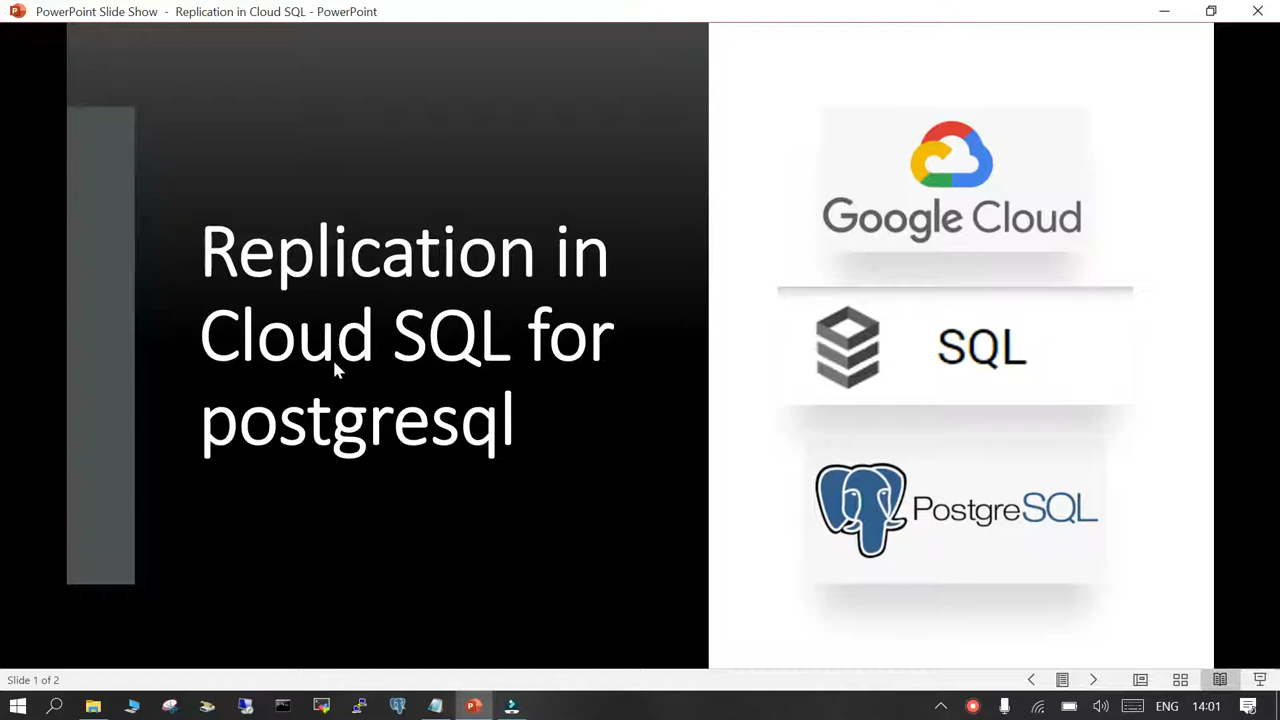 PowerPoint Slide Show - Replication in Cloud SQL - PowerPoint
Replication in
Cloud SQL for
postgresql
Google Cloud
SQL
PostgreSQL
Slide 1 of 2
ENG
14:01